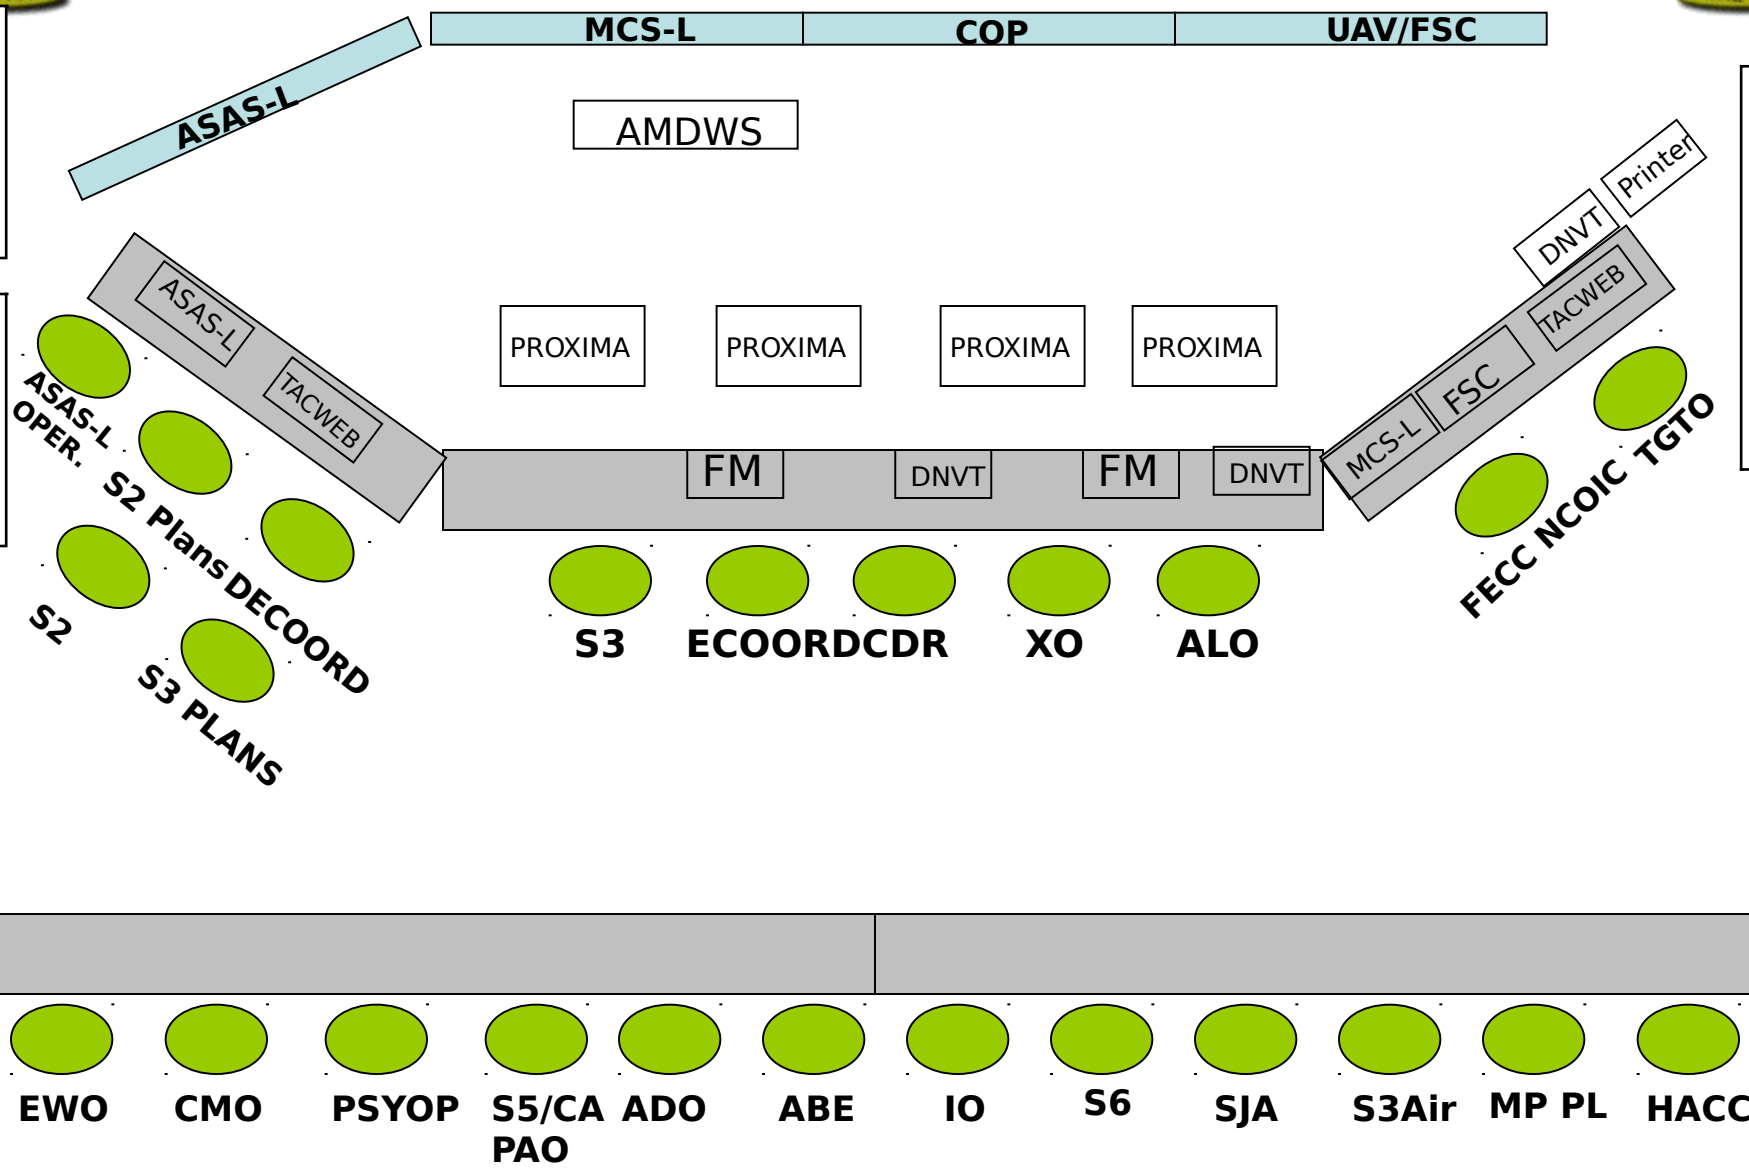 MCS-L
COP
UAV/FSC
ASAS-L
AMDWS
Printer
DNVT
ASAS-L
TACWEB
PROXIMA
PROXIMA
PROXIMA
PROXIMA
TACWEB
FSC
MCS-L
FM
DNVT
FM
DNVT
ASAS-L
OPER.
S2 Plans
DECOORD
S2
S3 PLANS
S3
ECOORD
CDR
XO
ALO
FECC NCOIC
TGTO
EWO
CMO
PSYOP
S5/CA
PAO
ADO
ABE
IO
S6
SJA
S3Air
MP PL
HACC